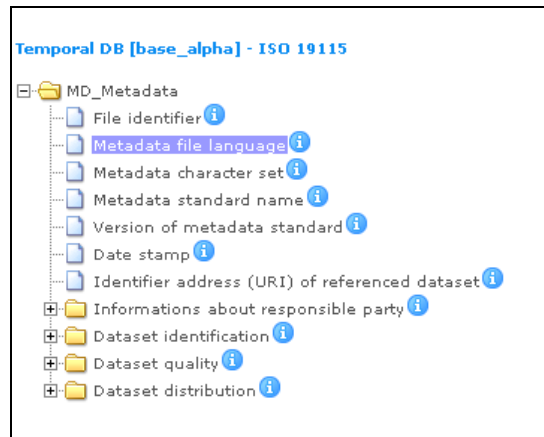 Temporal DB [base_alpha] - ISO 19115
MD_Metadata
File identifier
Metadata file language
Metadata character set
Metadata standard name
Version of metadata standard
Date stamp
Identifier address (URI) of referenced dataset
Informations about responsible party
Dataset identification
Dataset quality
Dataset distribution